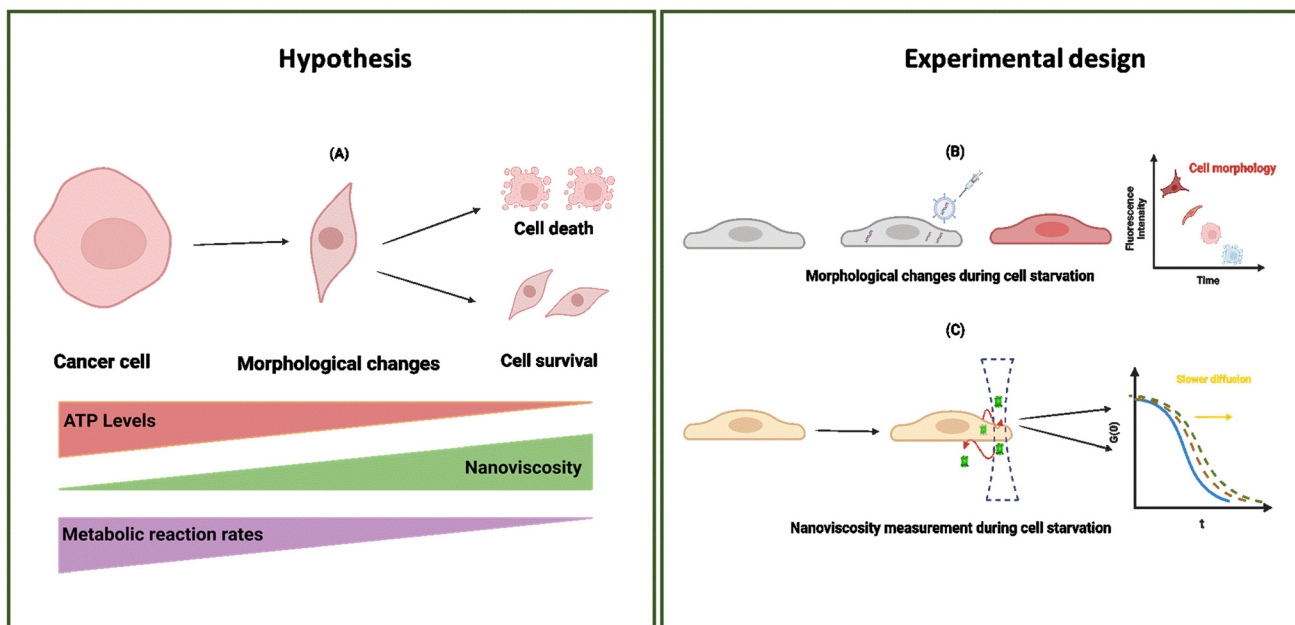 Hypothesis
(A)
Cell death
Cancer cell
Morphological changes
Cell survival
ATP Levels
Nanoviscosity
Metabolic reaction rates
Experimental design
(B)
Cell morphology
Fluorescence
Intensity
Time
Morphological changes during cell starvation
(C)
Slower diffusion
G(0)
t
Nanoviscosity measurement during cell starvation